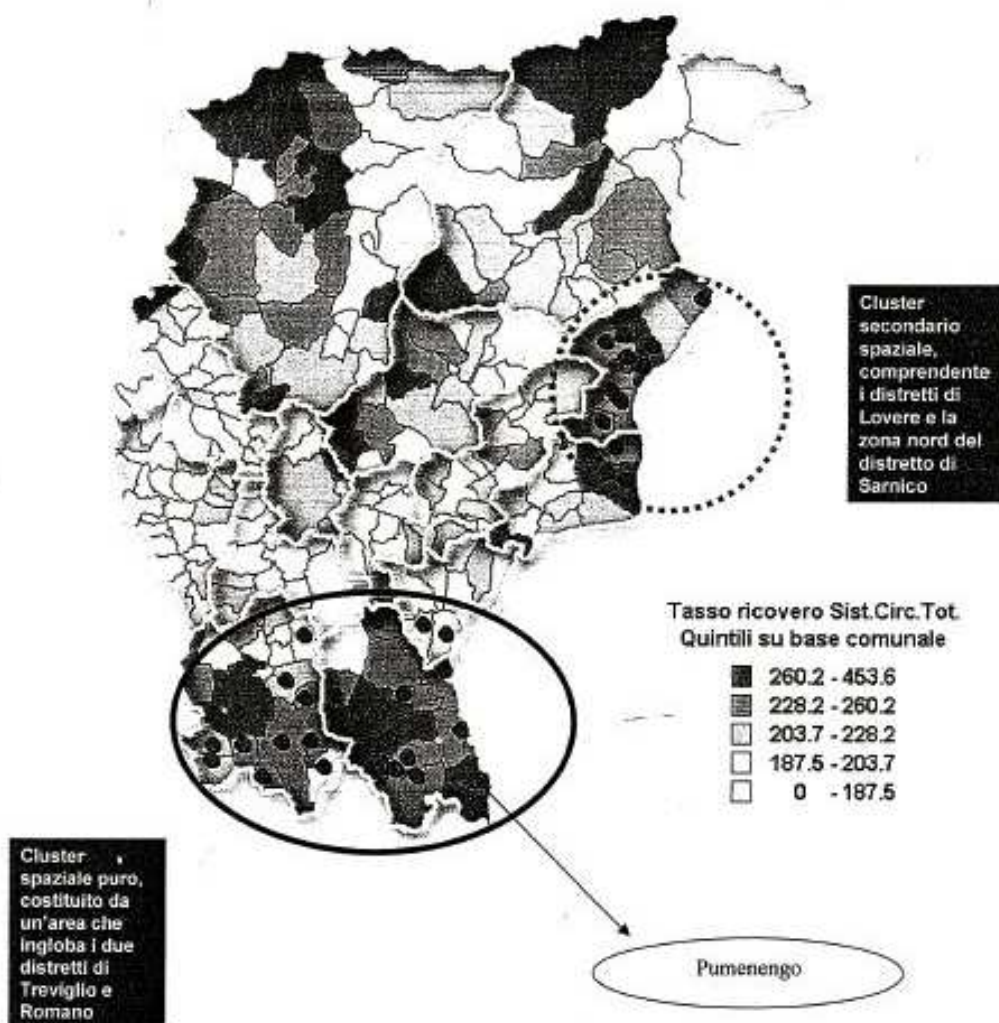 Cluster
secondario
spaziale,
comprendente
i distretti di
Lovere e la
zona nord del
distretto di
Sarnico
Tasso ricovero Sist.Circ.Tot.
Quintili su base comunale
260.2 - 453.6
228.2 - 260.2
203.7 - 228.2
187.5 - 203.7
0 - 187.5
Cluster
spaziale puro,
costituito da
un'area che
ingloba i due
distretti di
Treviglio e
Romano
Pumenengo